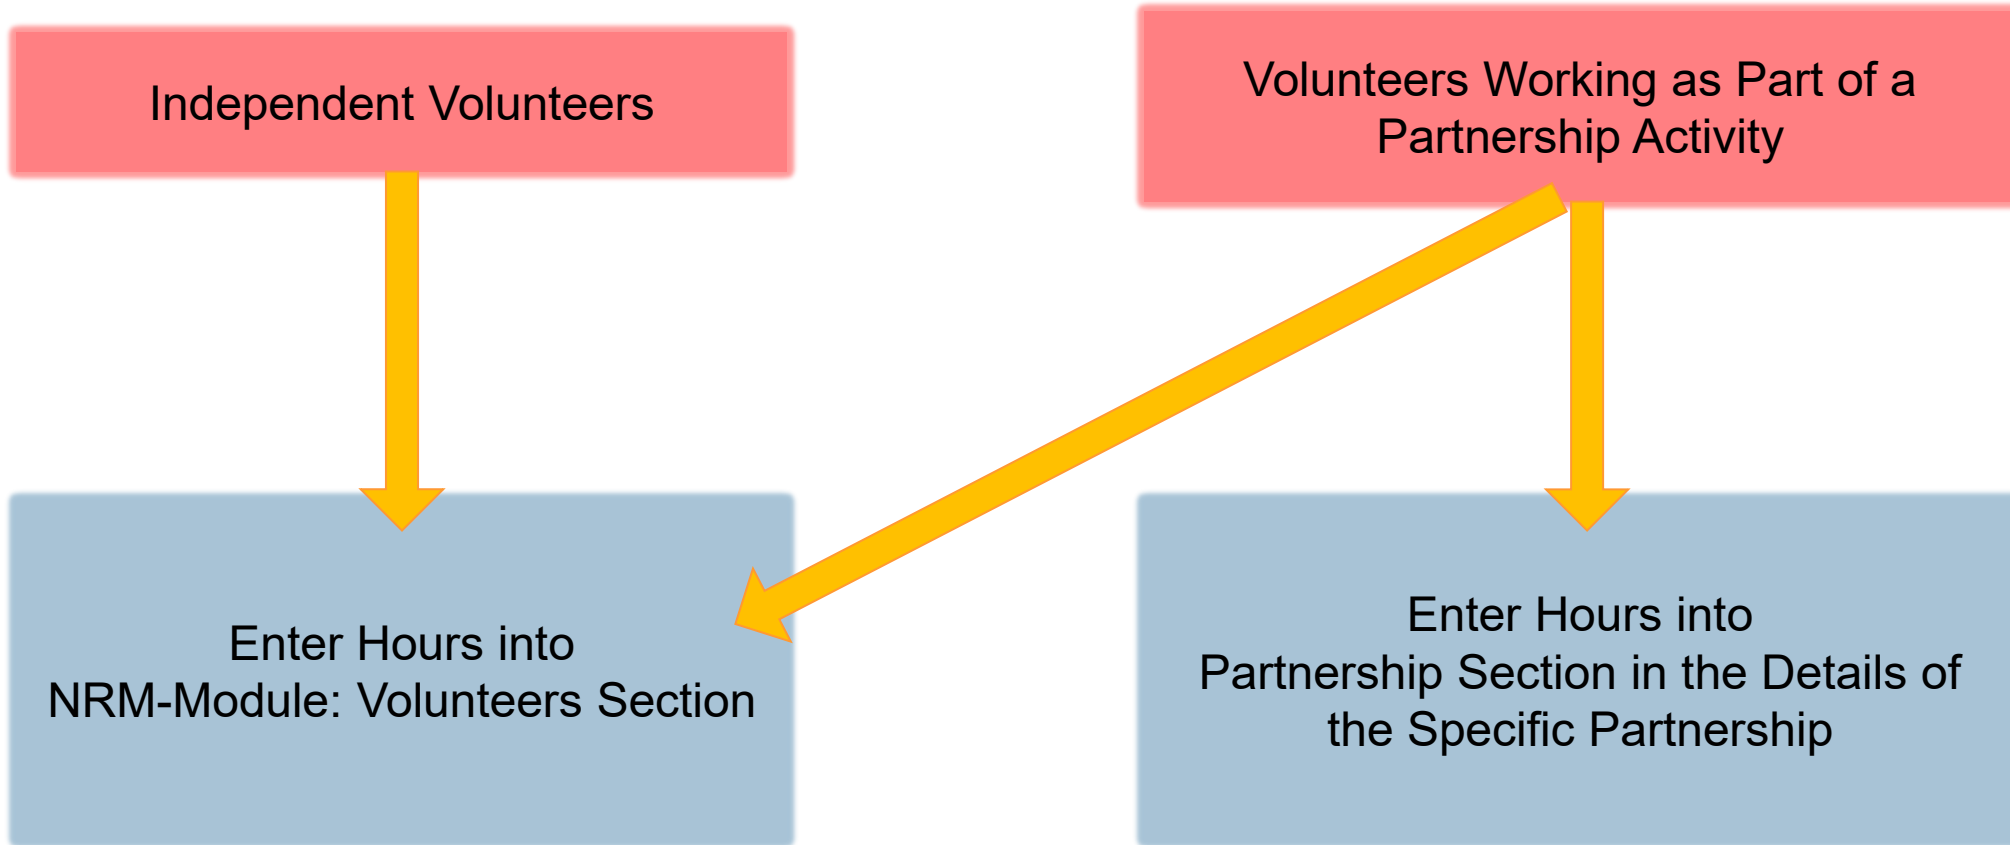 Independent Volunteers
Volunteers Working as Part of a
Partnership Activity
Enter Hours into
NRM-Module: Volunteers Section
Enter Hours into
Partnership Section in the Details of
the Specific Partnership